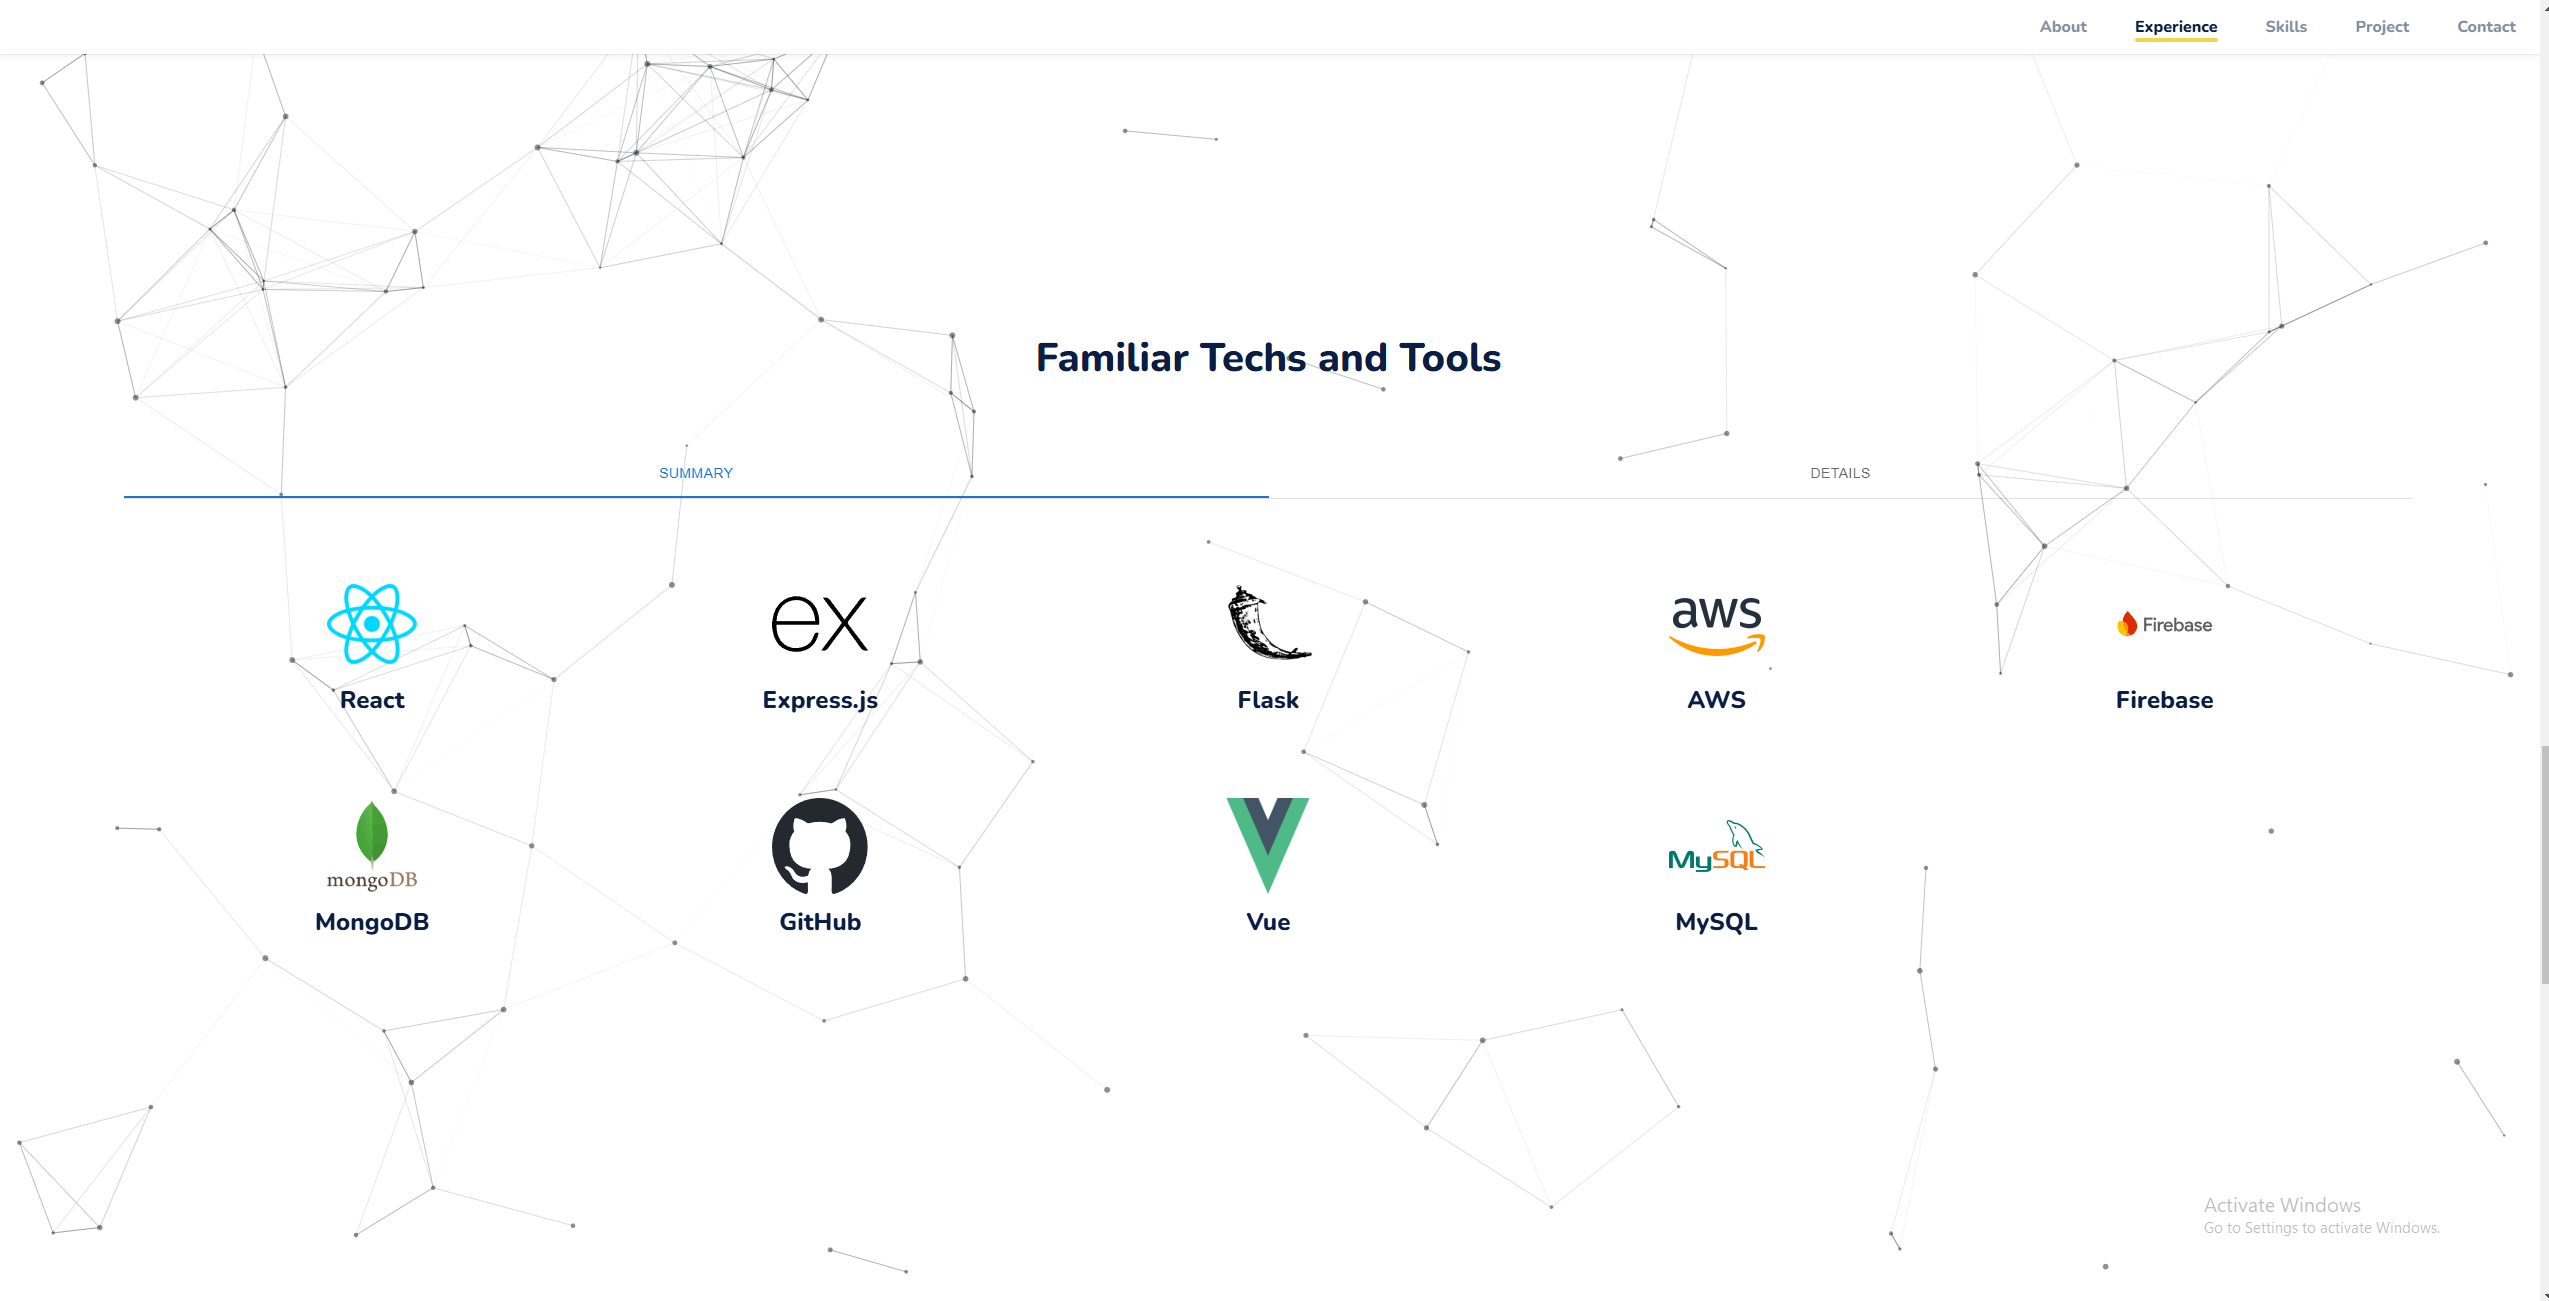 About Experience Skills Project Contact
Familiar Techs and Tools
SUMMARY DETAILS
ex aws Firebase
React Express.js Flask AWS Firebase
mongoDB MySQL
MongoDB GitHub Vue MySQL
Activate Windows
Go to Settings to activate Windows.